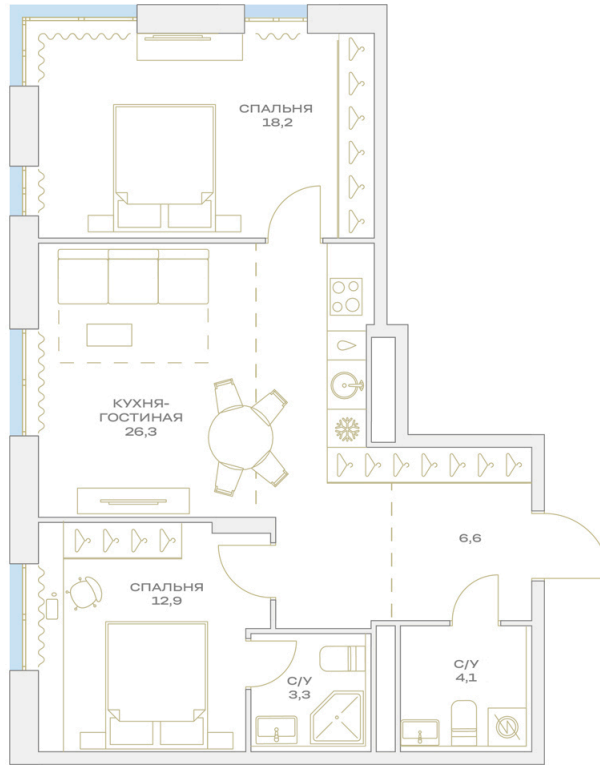 СПАЛЬНЯ
18,2
КУХНЯ-
ГОСТИНАЯ
26,3
6,6
СПАЛЬНЯ
12,9
С/У
3,3
С/У
4,1